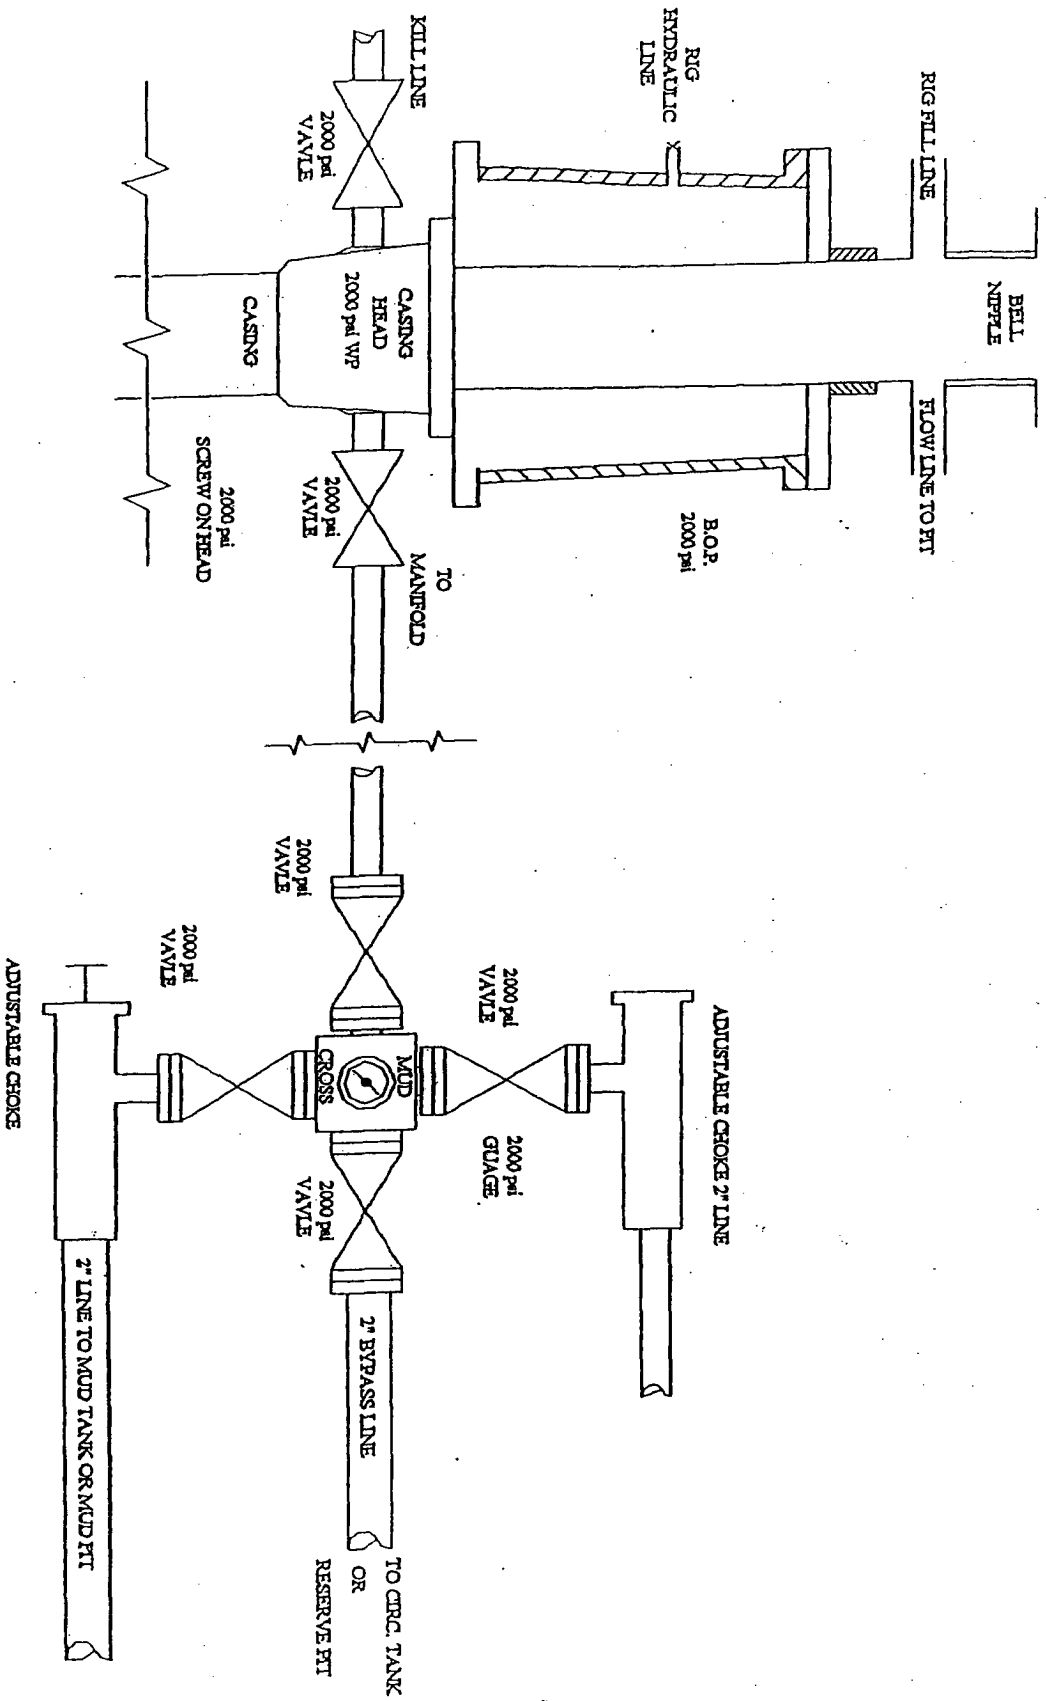 BELL
NIPPLE
RIG FILL LINE
FLOW LINE TO PIT
RIG
HYDRAULIC
LINE
B.O.P.
2000 psi
KILL LINE
2000 psi
VAVLE
CASING
HEAD
2000 psi WP
TO
MANIFOLD
2000 psi
VAVLE
CASING
2000 psi
SCREW ON HEAD
ADJUSTABLE CHOKE 2" LINE
2000 psi
VAVLE
2000 psi
GUAGE
2000 psi
VAVLE
MUD
CROSS
2000 psi
VAVLE
2" BYPASS LINE
TO CIRC. TANK
OR
RESERVE PIT
2000 psi
VAVLE
ADJUSTABLE CHOKE
2" LINE TO MUD TANK OR MUD PIT